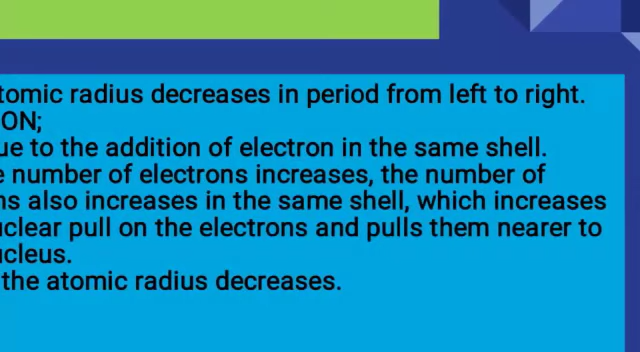 tomic radius decreases in period from left to right.
ON;
ue to the addition of electron in the same shell.
e number of electrons increases, the number of
ns also increases in the same shell, which increases
uclear pull on the electrons and pulls them nearer to
ucleus.
the atomic radius decreases.